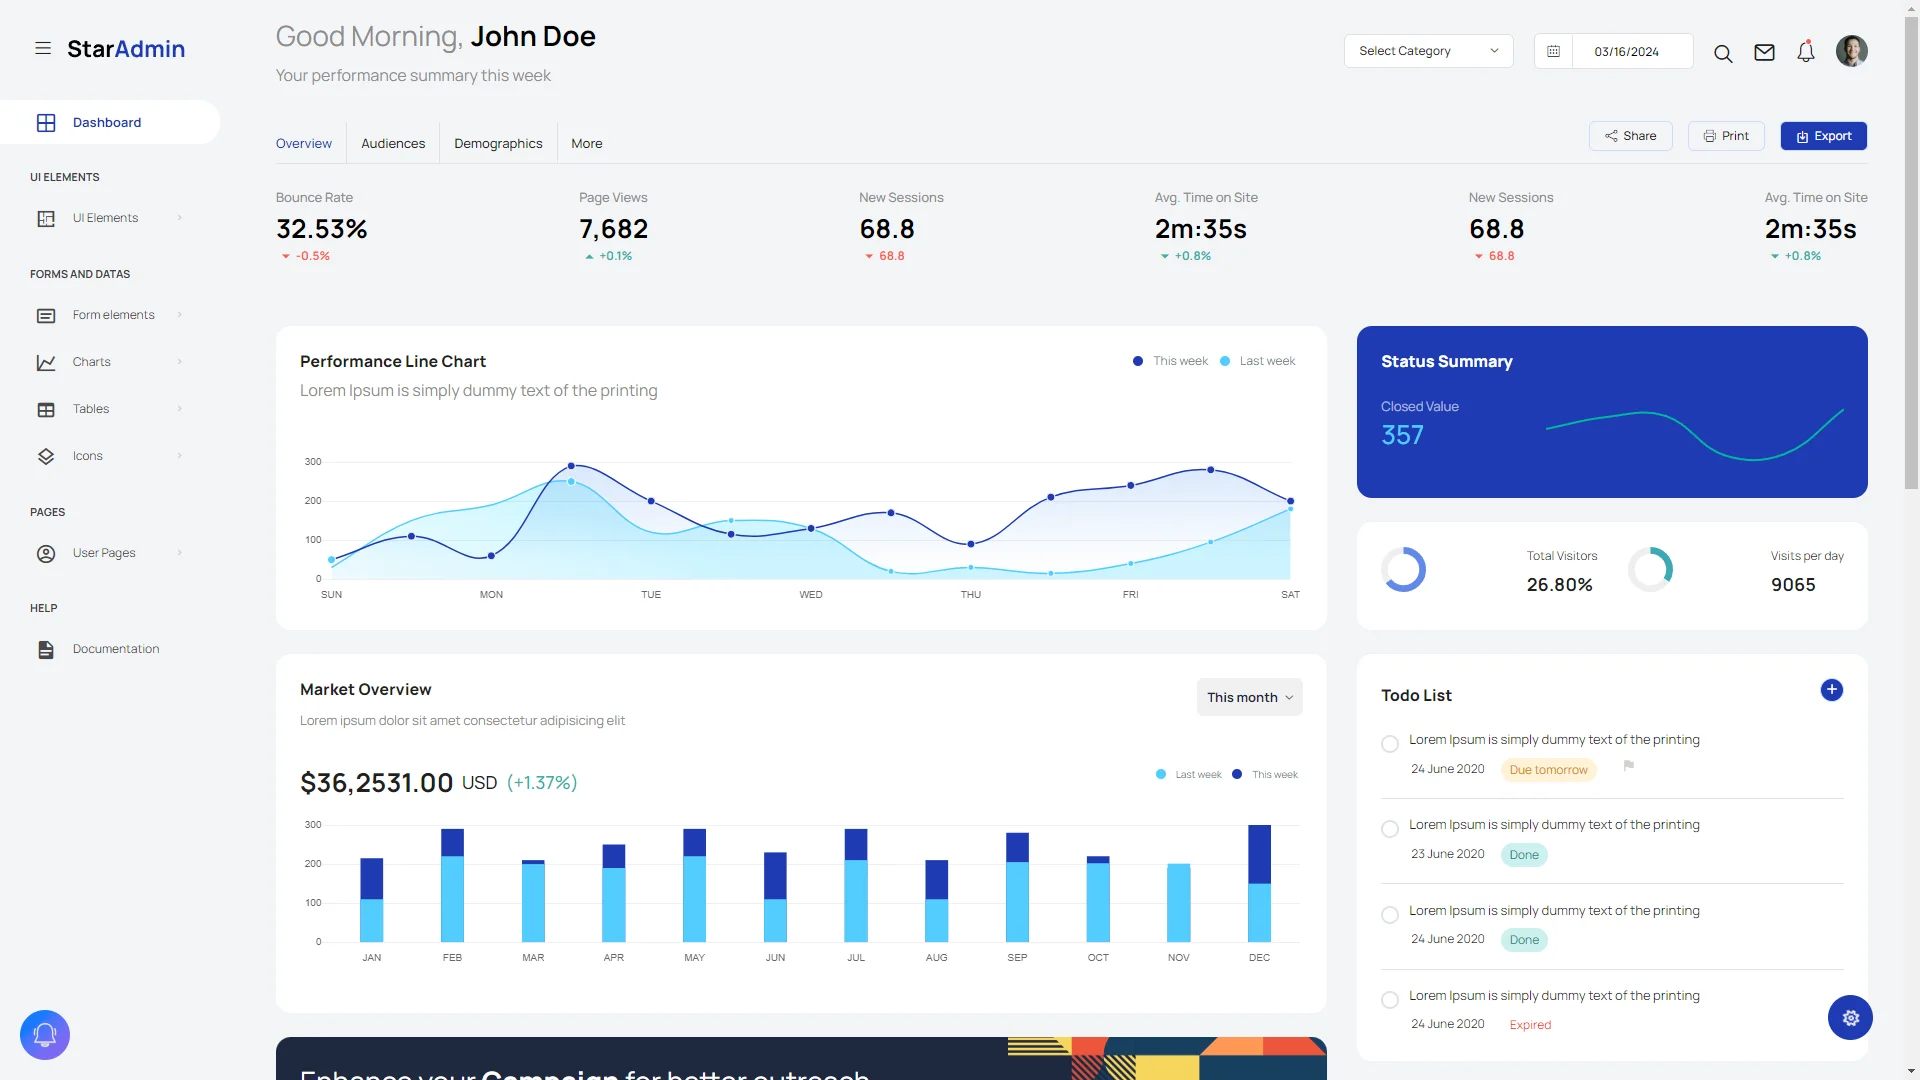 StarAdmin
Good Morning, John Doe
Your performance summary this week
Select Category
03/16/2024
Dashboard
UI ELEMENTS
UI Elements
FORMS AND DATAS
Form elements
Charts
Tables
Icons
PAGES
User Pages
HELP
Documentation
Overview
Audiences
Demographics
More
Share
Print
Export
Bounce Rate
32.53%
-0.5%
Page Views
7,682
+0.1%
New Sessions
68.8
68.8
Avg. Time on Site
2m:35s
+0.8%
New Sessions
68.8
68.8
Avg. Time on Site
2m:35s
+0.8%
Performance Line Chart
Lorem Ipsum is simply dummy text of the printing
This week
Last week
300
200
100
0
SUN MON TUE WED THU FRI SAT
Status Summary
Closed Value
357
Total Visitors
26.80%
Visits per day
9065
Market Overview
Lorem ipsum dolor sit amet consectetur adipisicing elit
This month
$36,2531.00 USD (+1.37%)
Last week
This week
300
200
100
0
JAN FEB MAR APR MAY JUN JUL AUG SEP OCT NOV DEC
Todo List
Lorem Ipsum is simply dummy text of the printing
24 June 2020 Due tomorrow
Lorem Ipsum is simply dummy text of the printing
23 June 2020 Done
Lorem Ipsum is simply dummy text of the printing
24 June 2020 Done
Lorem Ipsum is simply dummy text of the printing
24 June 2020 Expired
Enhance your Campaign for better outreach